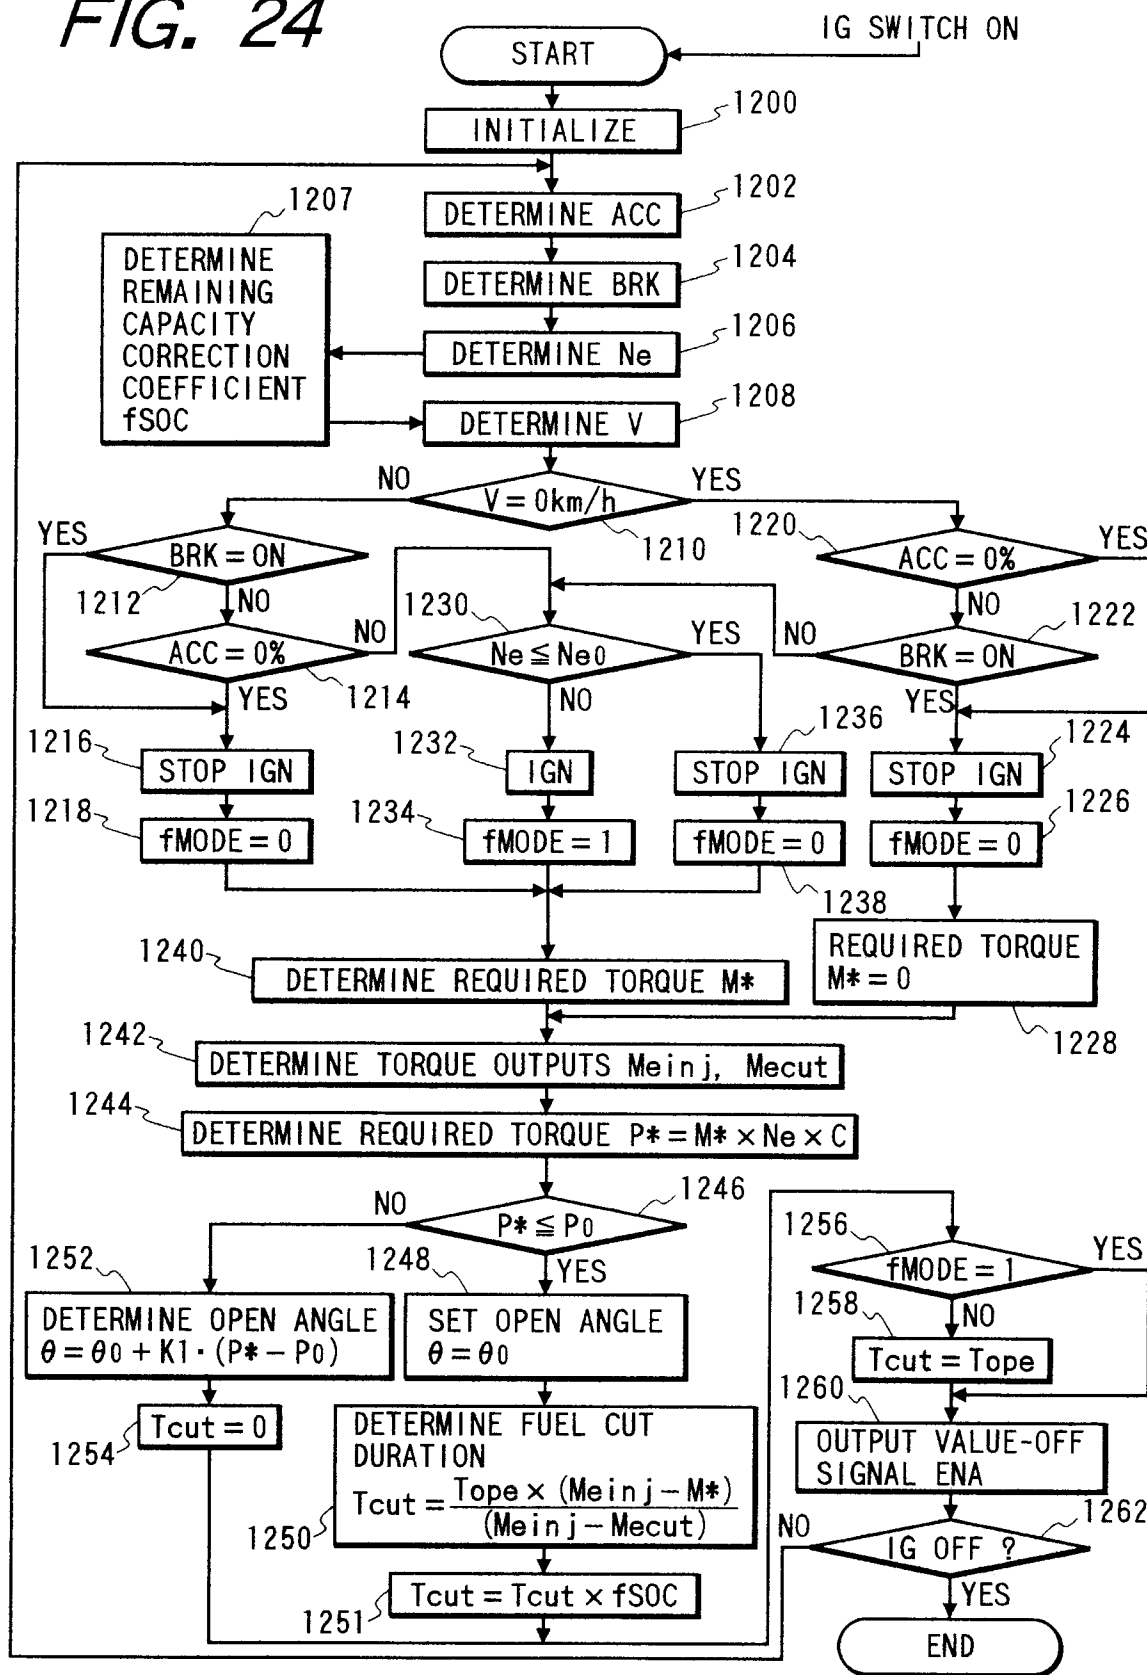 FIG. 24
IG SWITCH ON
START
1200
INITIALIZE
1202
DETERMINE ACC
1204
DETERMINE BRK
1206
DETERMINE Ne
1207
DETERMINE
REMAINING
CAPACITY
CORRECTION
COEFFICIENT
fSOC
1208
DETERMINE V
NO
V = 0km/h
YES
1210
YES
BRK = ON
1212
NO
ACC = 0%
NO
1214
YES
1220
ACC = 0%
YES
NO
1222
NO
BRK = ON
YES
1230
Ne ≦ Ne0
YES
NO
1216
STOP IGN
1218
fMODE = 0
1232
IGN
1234
fMODE = 1
1236
STOP IGN
fMODE = 0
1238
1224
STOP IGN
1226
fMODE = 0
REQUIRED TORQUE
M* = 0
1228
1240
DETERMINE REQUIRED TORQUE M*
1242
DETERMINE TORQUE OUTPUTS Meinj, Mecut
1244
DETERMINE REQUIRED TORQUE P* = M* × Ne × C
NO
P* ≦ P0
1246
YES
1252
DETERMINE OPEN ANGLE
θ = θ0 + K1 · (P* − P0)
1254
Tcut = 0
1248
SET OPEN ANGLE
θ = θ0
DETERMINE FUEL CUT
DURATION
Tcut = Tope × (Meinj − M*)
(Meinj − Mecut)
1250
Tcut = Tcut × fSOC
1251
1256
fMODE = 1
YES
NO
1258
Tcut = Tope
1260
OUTPUT VALUE-OFF
SIGNAL ENA
NO
IG OFF ?
1262
YES
END